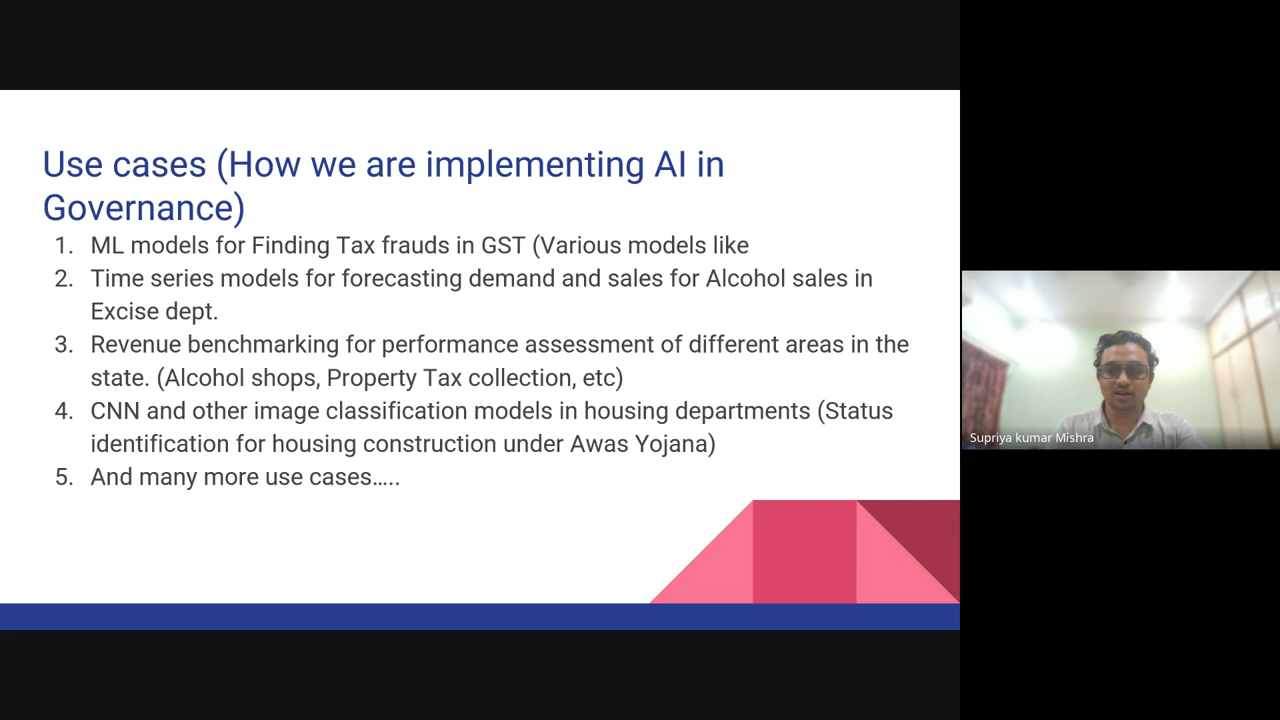 Use cases (How we are implementing AI in
Governance)
1. ML models for Finding Tax frauds in GST (Various models like
2. Time series models for forecasting demand and sales for Alcohol sales in
Excise dept.
3. Revenue benchmarking for performance assessment of different areas in the
state. (Alcohol shops, Property Tax collection, etc)
4. CNN and other image classification models in housing departments (Status
identification for housing construction under Awas Yojana)
5. And many more use cases…..
Supriya kumar Mishra